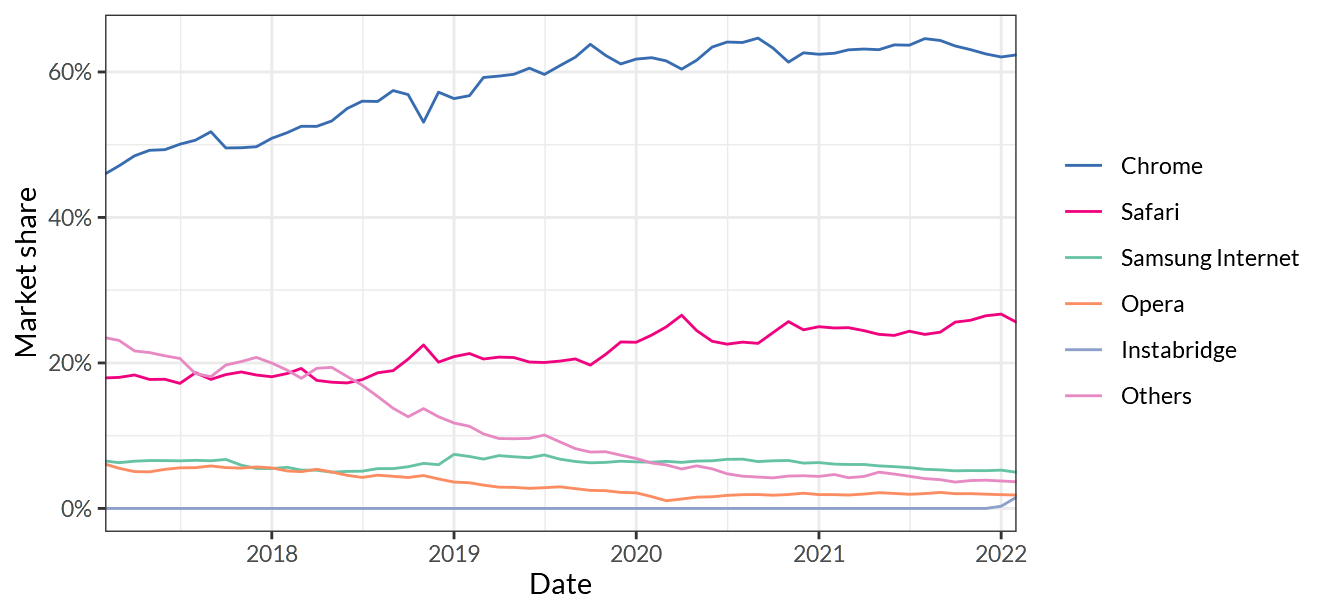 60%
40%
20%
0%
Market share
2018 2019 2020 2021 2022
Date
Chrome
Safari
Samsung Internet
Opera
Instabridge
Others